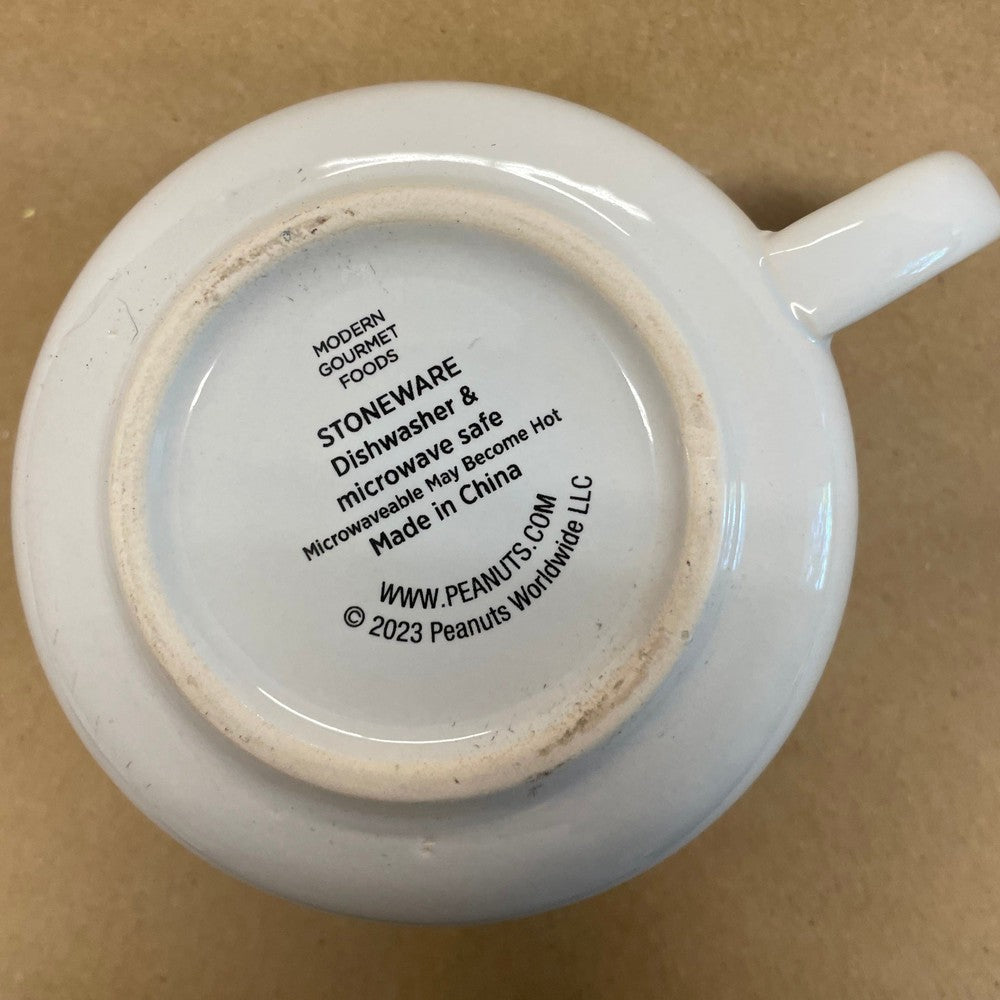 MODERN
GOURMET
FOODS
STONEWARE
Dishwasher &
microwave safe
Microwaveable May Become Hot
Made in China
WWW.PEANUTS.COM
© 2023 Peanuts Worldwide LLC